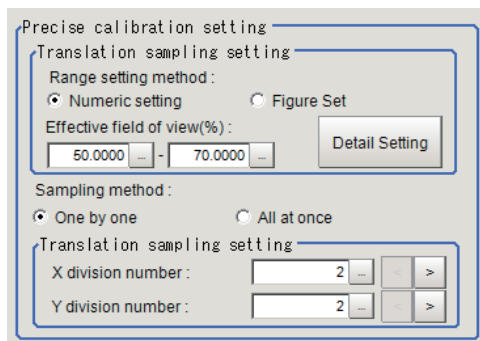 Precise calibration setting
Translation sampling setting
Range setting method :
Numeric setting Figure Set
Effective field of view(%) :
50.0000 ... - 70.0000 ... Detail Setting
Sampling method :
One by one All at once
Translation sampling setting
X division number : 2 ... < >
Y division number : 2 ... < >